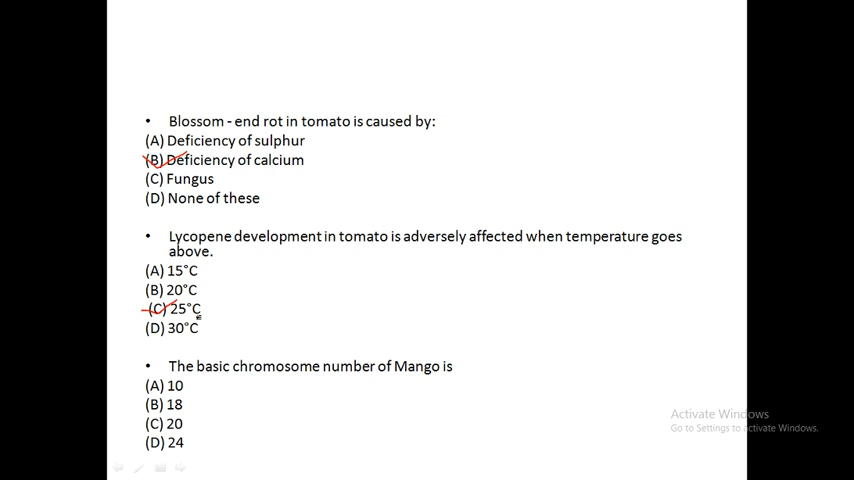 • Blossom - end rot in tomato is caused by:
(A) Deficiency of sulphur
(B) Deficiency of calcium
(C) Fungus
(D) None of these
• Lycopene development in tomato is adversely affected when temperature goes
above.
(A) 15°C
(B) 20°C
(C) 25°C
(D) 30°C
• The basic chromosome number of Mango is
(A) 10
(B) 18
(C) 20
(D) 24
Activate Windows
Go to Settings to activate Windows.